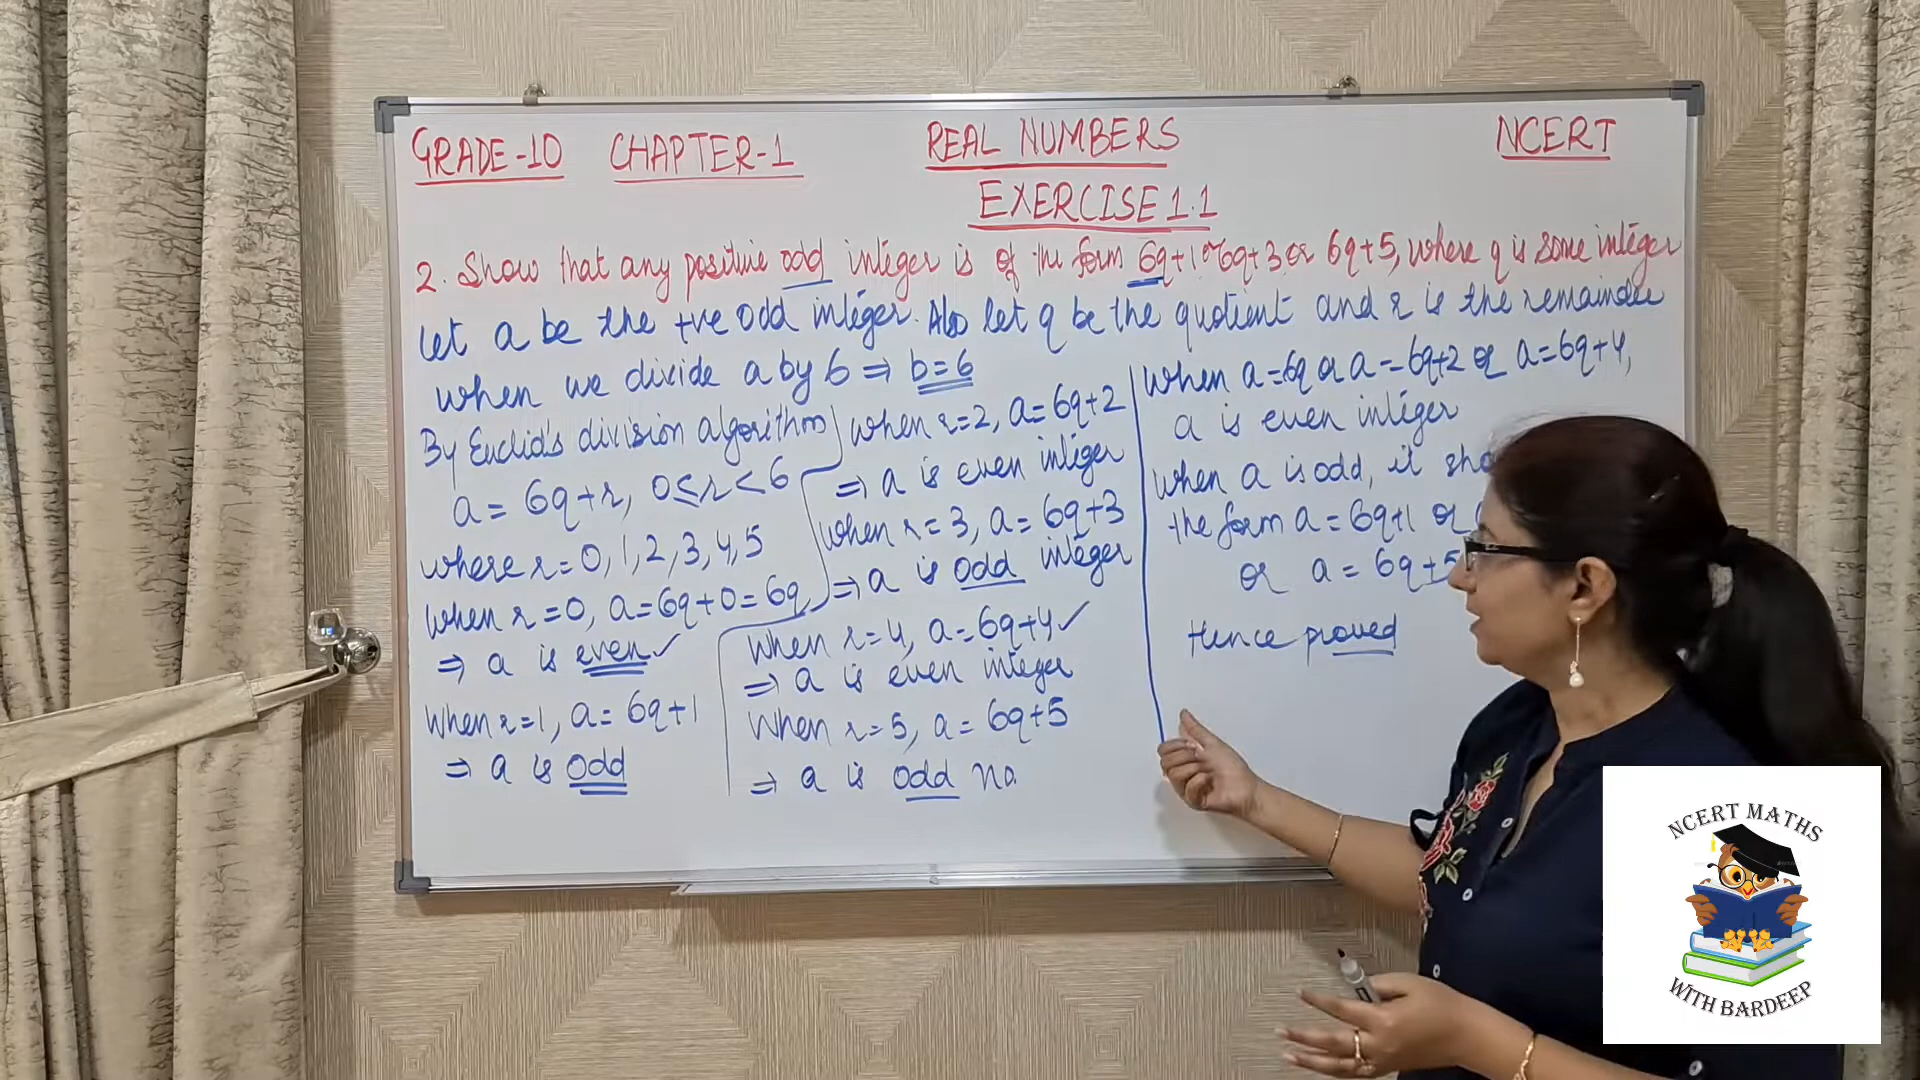 GRADE-10 CHAPTER-1 REAL NUMBERS NCERT
EXERCISE 1.1
2. Show that any positive odd integer is of the form 6q+1 or 6q+3 or 6q+5, where q is some integer
Let a be the +ve odd integer. Also let q be the quotient and r is the remainder
when we divide a by 6 ⇒ b=6
By Euclid's division algorithm
a = 6q+r, 0≤r<6
where r=0,1,2,3,4,5
When r=0, a=6q+0=6q
⇒ a is even ✓
When r=1, a=6q+1
⇒ a is odd
When r=2, a=6q+2
⇒ a is even integer
When r=3, a=6q+3
⇒ a is odd integer
When r=4, a=6q+4 ✓
⇒ a is even integer
When r=5, a=6q+5
⇒ a is odd no
When a=6q or a=6q+2 or a=6q+4,
a is even integer
When a is odd, it
the form a=6q+1 or
or a=6q+5
Hence proved
NCERT MATHS
WITH BARDEEP